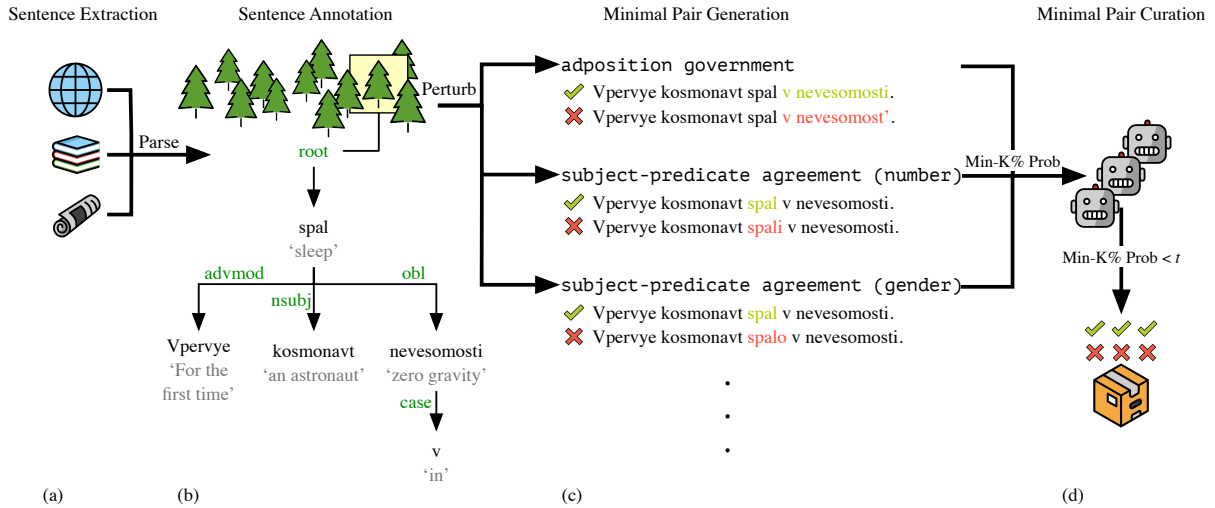 Sentence Extraction
Sentence Annotation
Minimal Pair Generation
Minimal Pair Curation
Parse
Perturb
root
spal
‘sleep’
advmod
nsubj
obl
Vpervye
‘For the
first time’
kosmonavt
‘an astronaut’
nevesomosti
‘zero gravity’
case
v
‘in’
adposition government
Vpervye kosmonavt spal v nevesomosti.
Vpervye kosmonavt spal v nevesomost’.
subject-predicate agreement (number)
Vpervye kosmonavt spal v nevesomosti.
Vpervye kosmonavt spali v nevesomosti.
subject-predicate agreement (gender)
Vpervye kosmonavt spal v nevesomosti.
Vpervye kosmonavt spalo v nevesomosti.
.
.
.
Min-K% Prob
Min-K% Prob < t
(a)
(b)
(c)
(d)